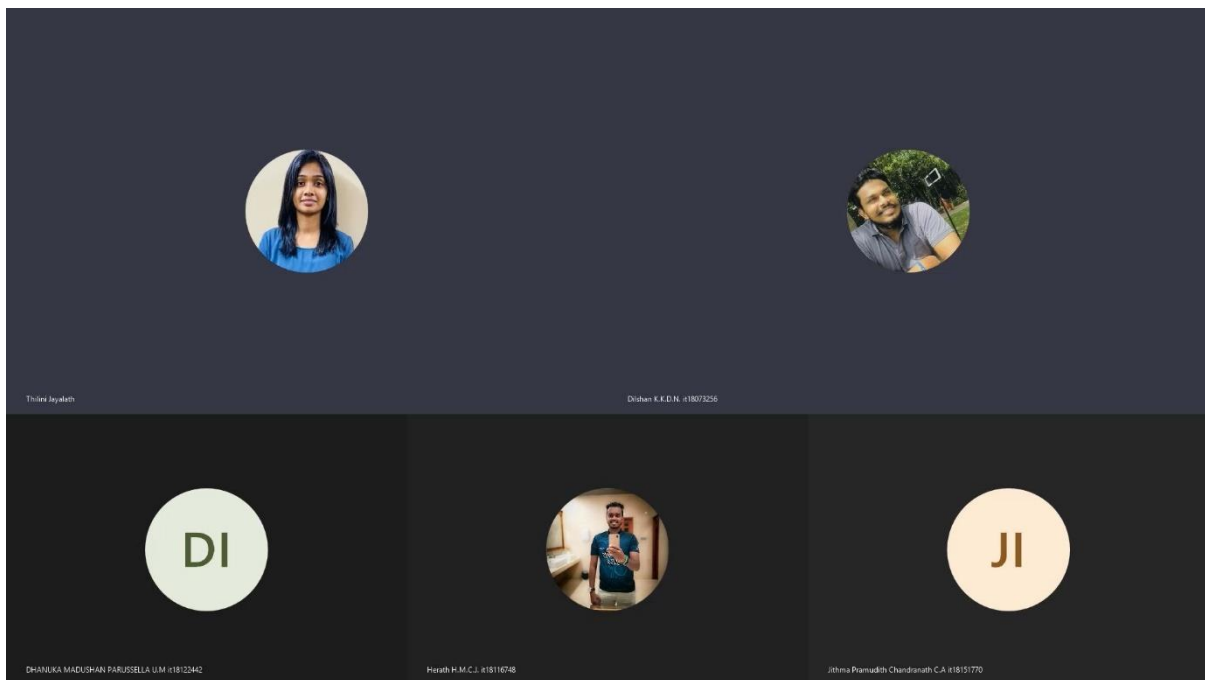 Thilini Jayalath
Dilshan K.K.D.N. it18073256
DI
JI
DHANUKA MADUSHAN PARUSSELLA U.M it18122442
Herath H.M.C.J. it18116748
Jithma Pramudith Chandranath C.A it18151770